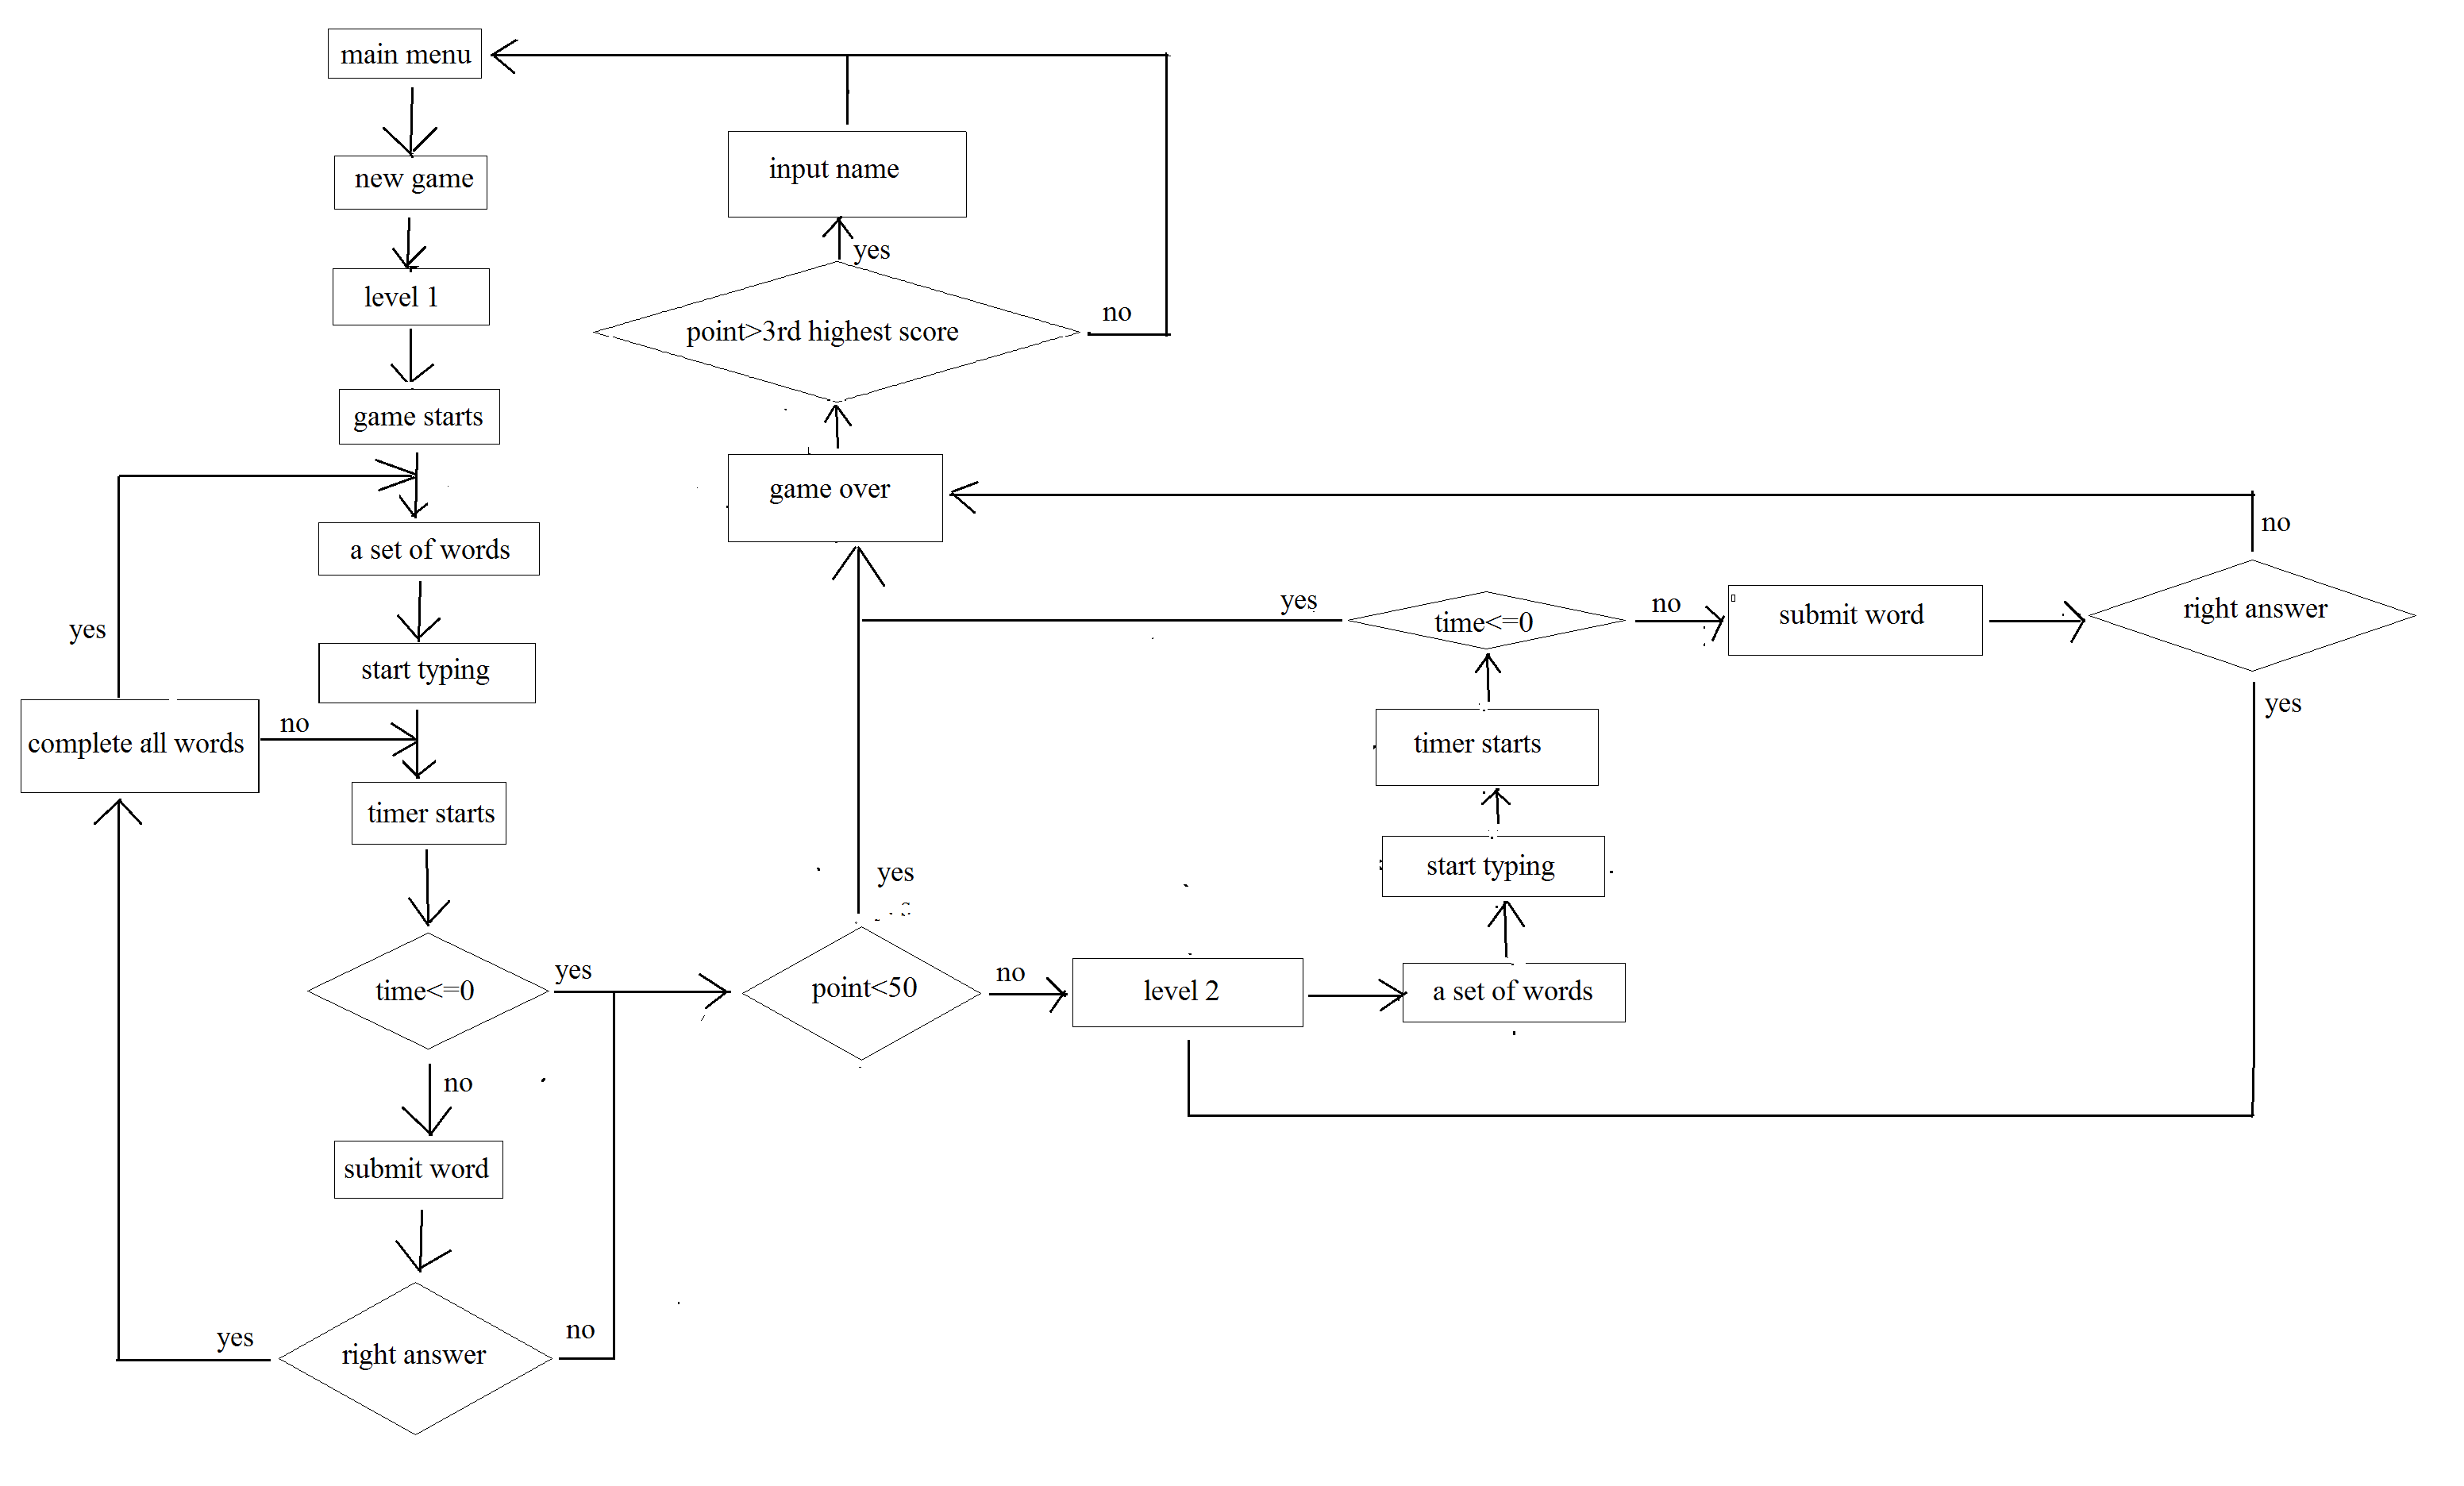 main menu
new game
level 1
game starts
a set of words
start typing
yes
complete all words
no
timer starts
time<=0
yes
no
submit word
right answer
yes
no
input name
yes
point>3rd highest score
no
game over
yes
point<50
no
level 2
a set of words
start typing
timer starts
time<=0
yes
no
submit word
right answer
no
yes